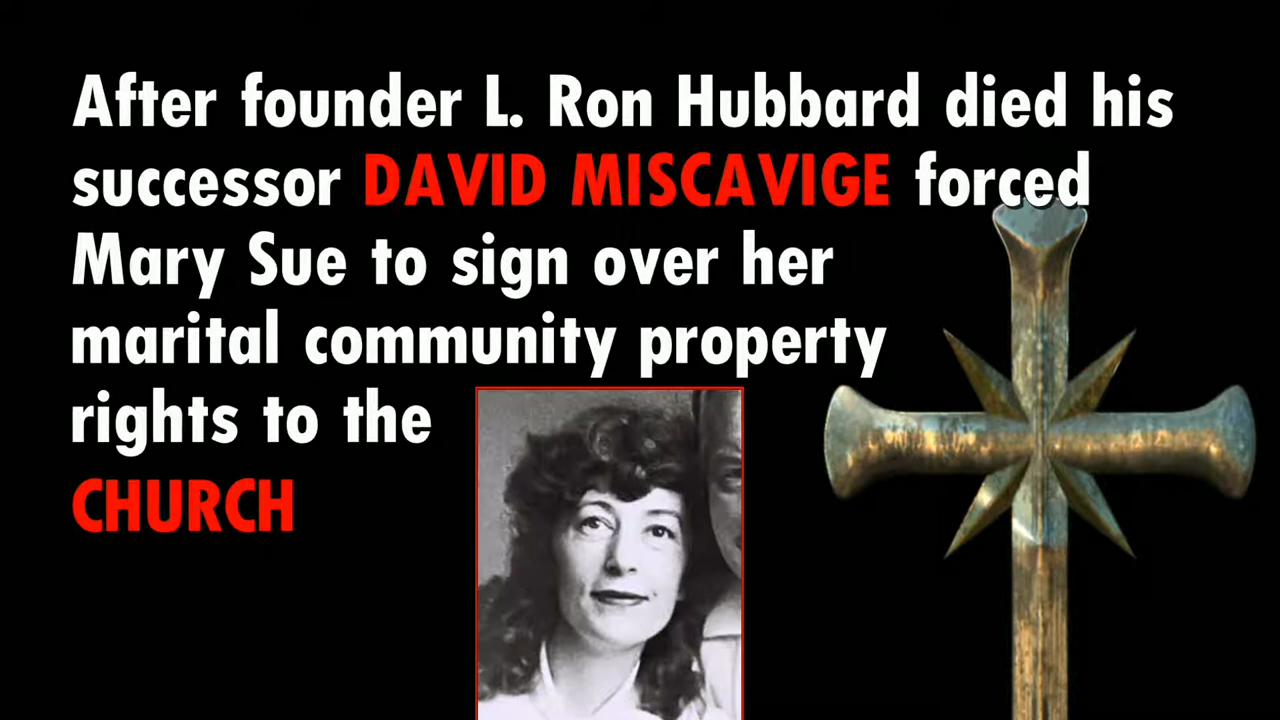 After founder L. Ron Hubbard died his
successor DAVID MISCAVIGE forced
Mary Sue to sign over her
marital community property
rights to the
CHURCH